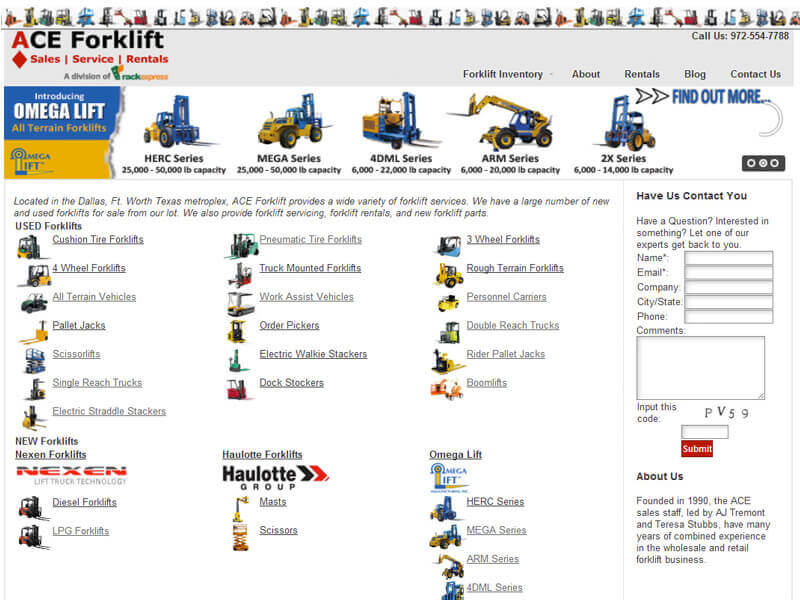 ACE Forklift
Sales | Service | Rentals
A division of rackexpress
Call Us: 972-554-7788
Forklift Inventory
About
Rentals
Blog
Contact Us
Introducing
OMEGA LIFT
All Terrain Forklifts
OMEGA
LIFT
HERC Series
25,000 - 50,000 lb capacity
MEGA Series
25,000 - 50,000 lb capacity
4DML Series
6,000 - 22,000 lb capacity
ARM Series
6,000 - 20,000 lb capacity
2X Series
6,000 - 14,000 lb capacity
FIND OUT MORE...
Located in the Dallas, Ft. Worth Texas metroplex, ACE Forklift provides a wide variety of forklift services. We have a large number of new
and used forklifts for sale from our lot. We also provide forklift servicing, forklift rentals, and new forklift parts.
USED Forklifts
Cushion Tire Forklifts
Pneumatic Tire Forklifts
3 Wheel Forklifts
4 Wheel Forklifts
Truck Mounted Forklifts
Rough Terrain Forklifts
All Terrain Vehicles
Work Assist Vehicles
Personnel Carriers
Pallet Jacks
Order Pickers
Double Reach Trucks
Scissorlifts
Electric Walkie Stackers
Rider Pallet Jacks
Single Reach Trucks
Dock Stockers
Boomlifts
Electric Straddle Stackers
NEW Forklifts
Nexen Forklifts
NEXEN
LIFT TRUCK TECHNOLOGY
Diesel Forklifts
LPG Forklifts
Haulotte Forklifts
Haulotte
GROUP
Masts
Scissors
Omega Lift
OMEGA
LIFT
HERC Series
MEGA Series
ARM Series
4DML Series
Have Us Contact You
Have a Question? Interested in
something? Let one of our
experts get back to you.
Name*:
Email*:
Company:
City/State:
Phone:
Comments:
Input this
code:
PV59
Submit
About Us
Founded in 1990, the ACE
sales staff, led by AJ Tremont
and Teresa Stubbs, have many
years of combined experience
in the wholesale and retail
forklift business.